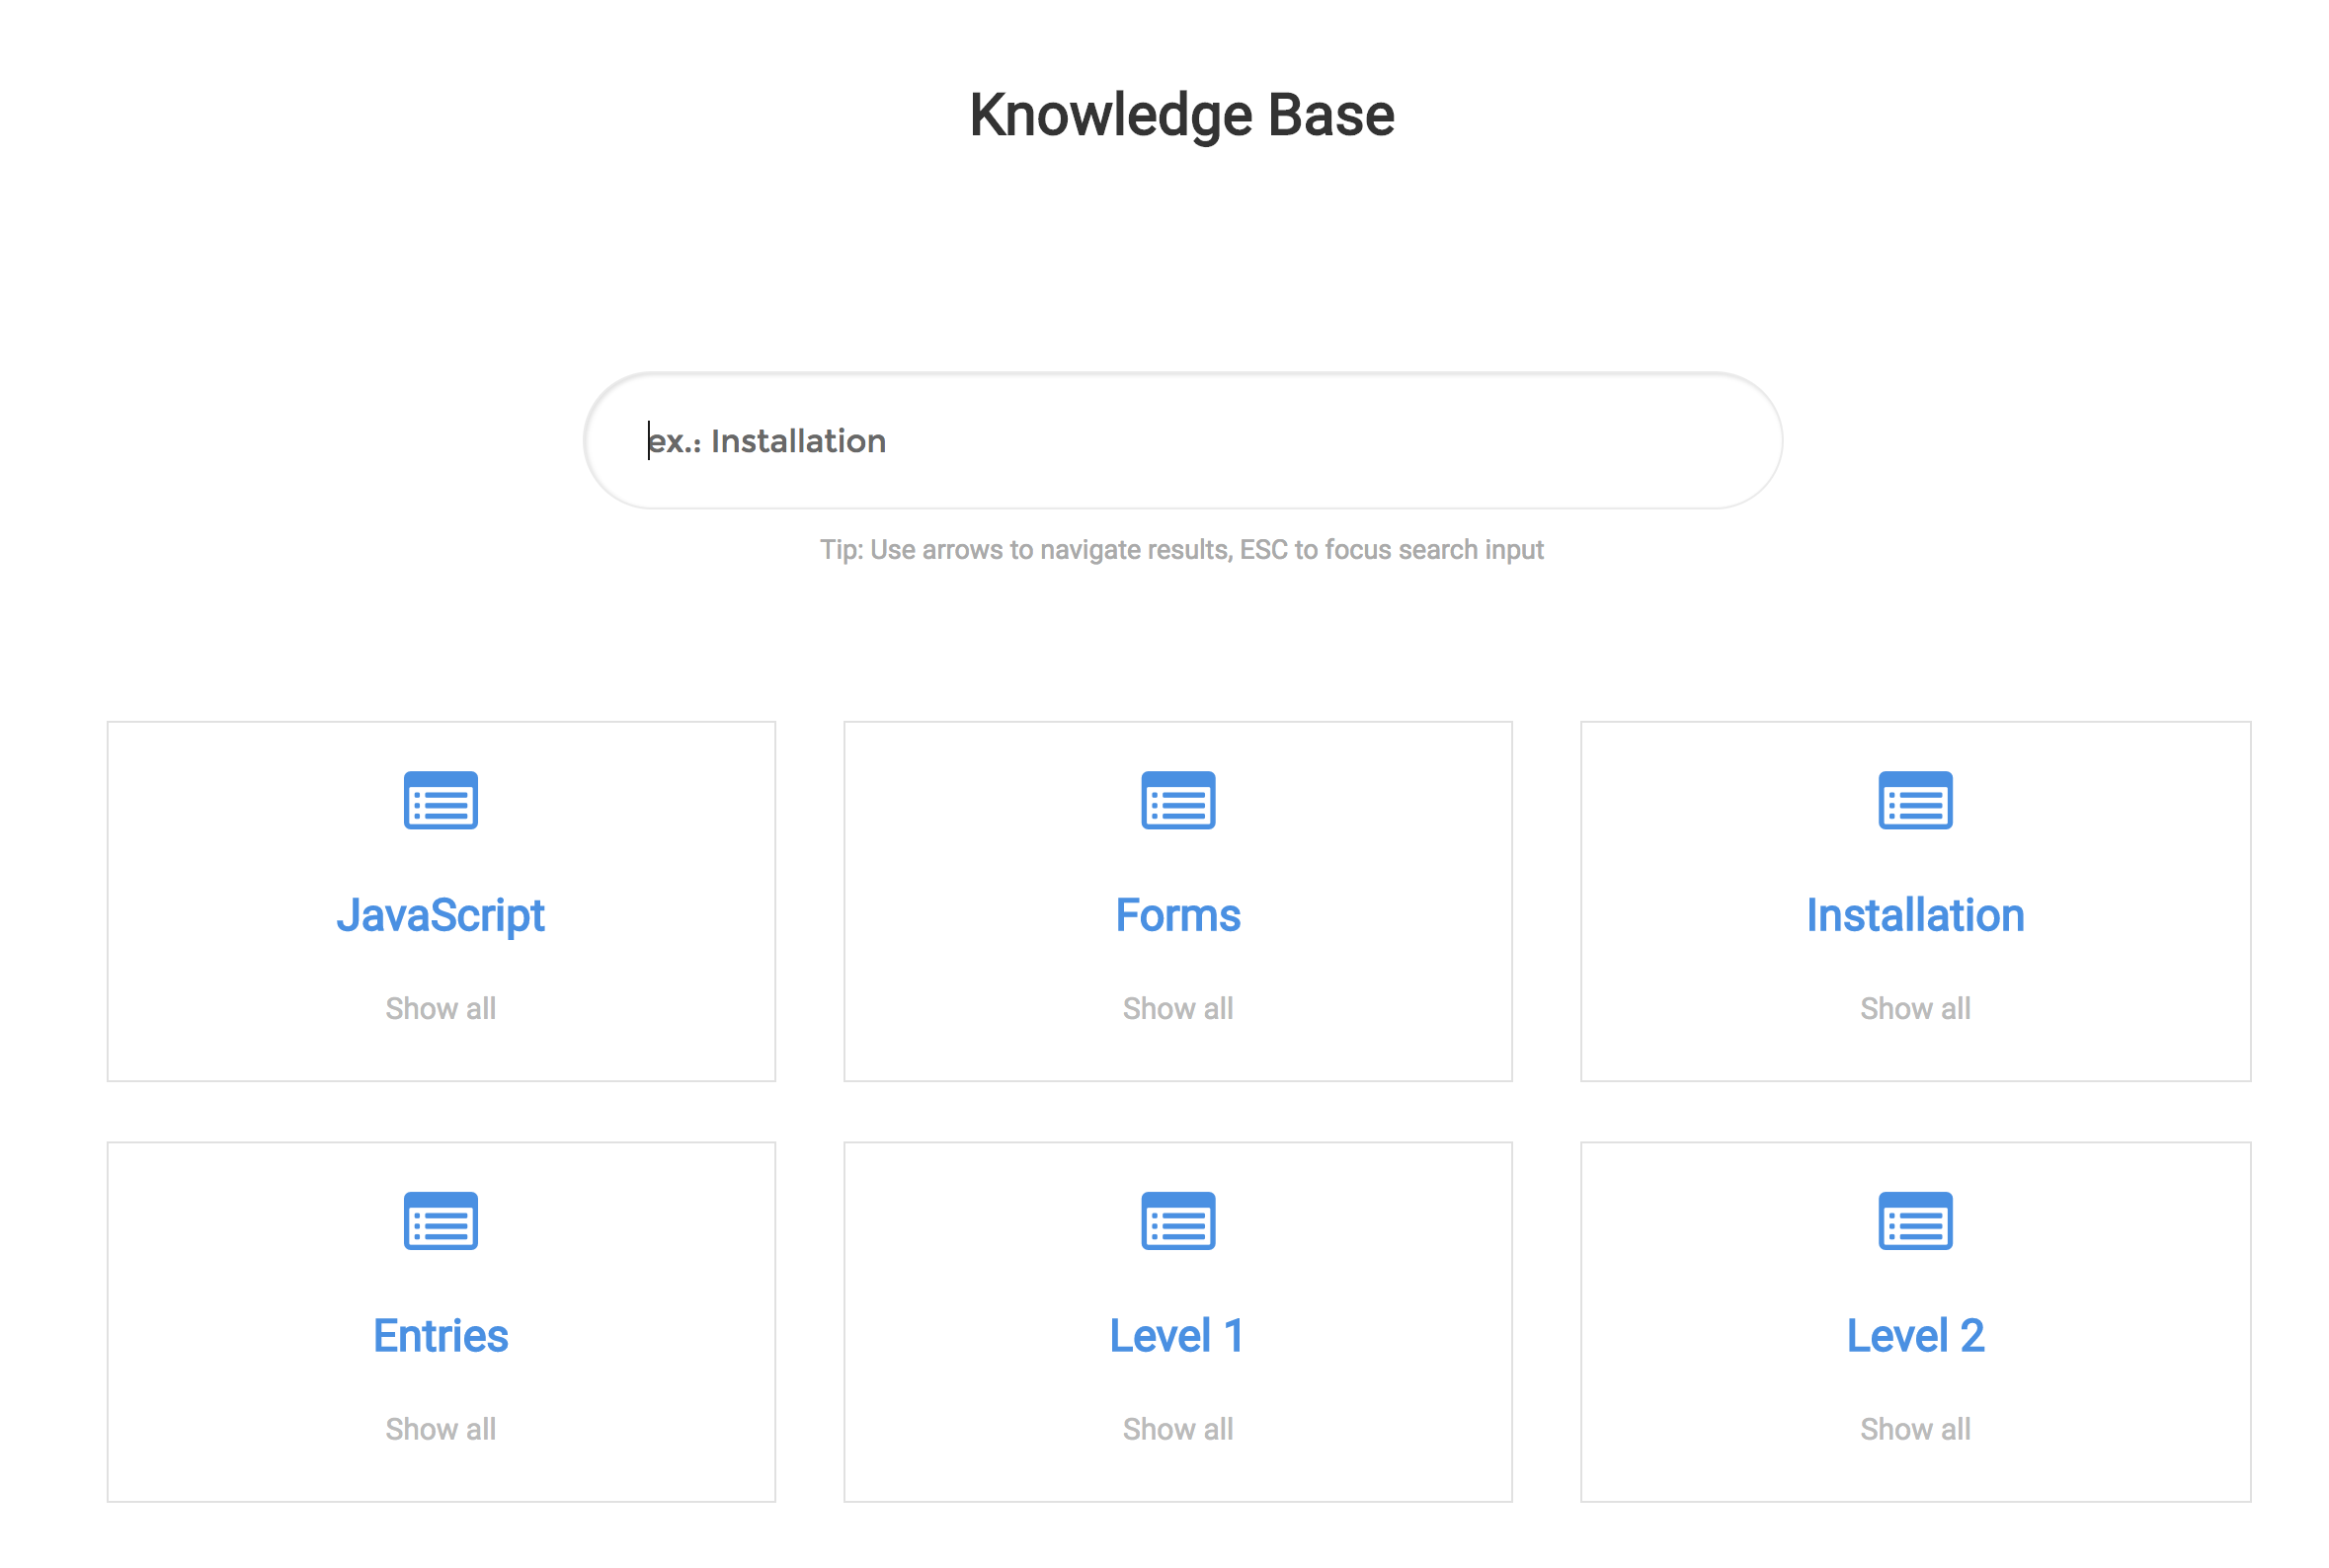 Knowledge Base
ex.: Installation
Tip: Use arrows to navigate results, ESC to focus search input
JavaScript
Show all
Forms
Show all
Installation
Show all
Entries
Show all
Level 1
Show all
Level 2
Show all